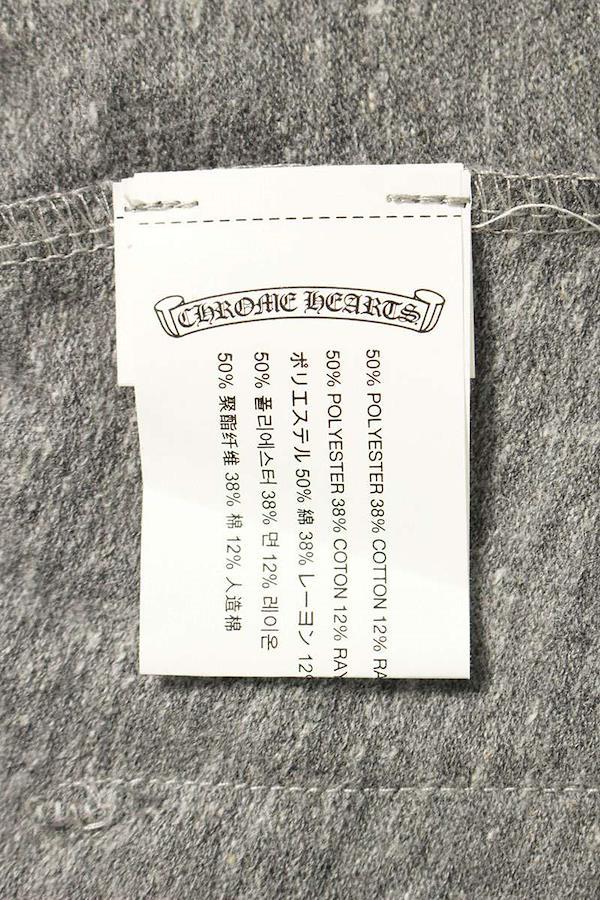 CHROME HEARTS
50% POLYESTER 38% COTTON 12% RA
50% POLYESTER 38% COTON 12% RAY
ポリエステル 50% 綿 38% レーヨン 12%
50% 폴리에스터 38% 면 12% 레이온
50% 聚酯纤维 38% 棉 12% 人造棉